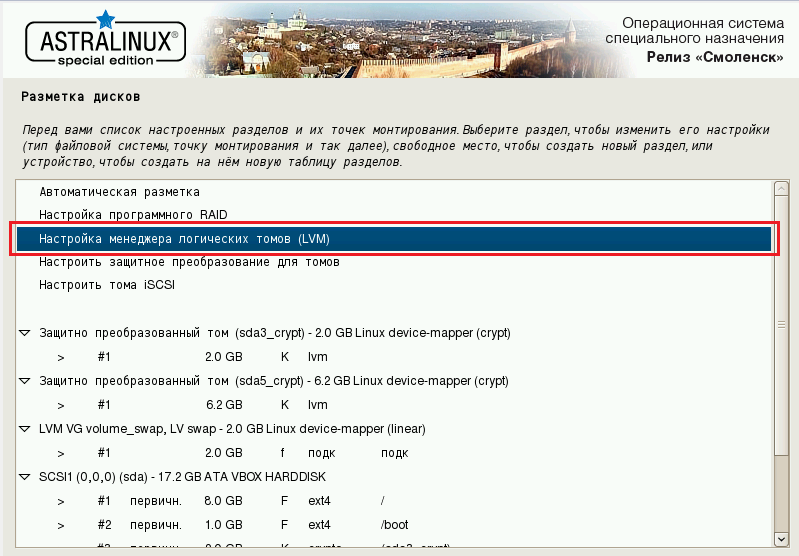 ASTRALINUX®
special edition
Операционная система
специального назначения
Релиз «Смоленск»
Разметка дисков
Перед вами список настроенных разделов и их точек монтирования. Выберите раздел, чтобы изменить его настройки
(тип файловой системы, точку монтирования и так далее), свободное место, чтобы создать новый раздел, или
устройство, чтобы создать на нём новую таблицу разделов.
Автоматическая разметка
Настройка программного RAID
Настройка менеджера логических томов (LVM)
Настроить защитное преобразование для томов
Настроить тома iSCSI
Защитно преобразованный том (sda3_crypt) - 2.0 GB Linux device-mapper (crypt)
> #1 2.0 GB K lvm
Защитно преобразованный том (sda5_crypt) - 6.2 GB Linux device-mapper (crypt)
> #1 6.2 GB K lvm
LVM VG volume_swap, LV swap - 2.0 GB Linux device-mapper (linear)
> #1 2.0 GB f подк подк
SCSI1 (0,0,0) (sda) - 17.2 GB ATA VBOX HARDDISK
> #1 первичн. 8.0 GB F ext4 /
> #2 первичн. 1.0 GB F ext4 /boot